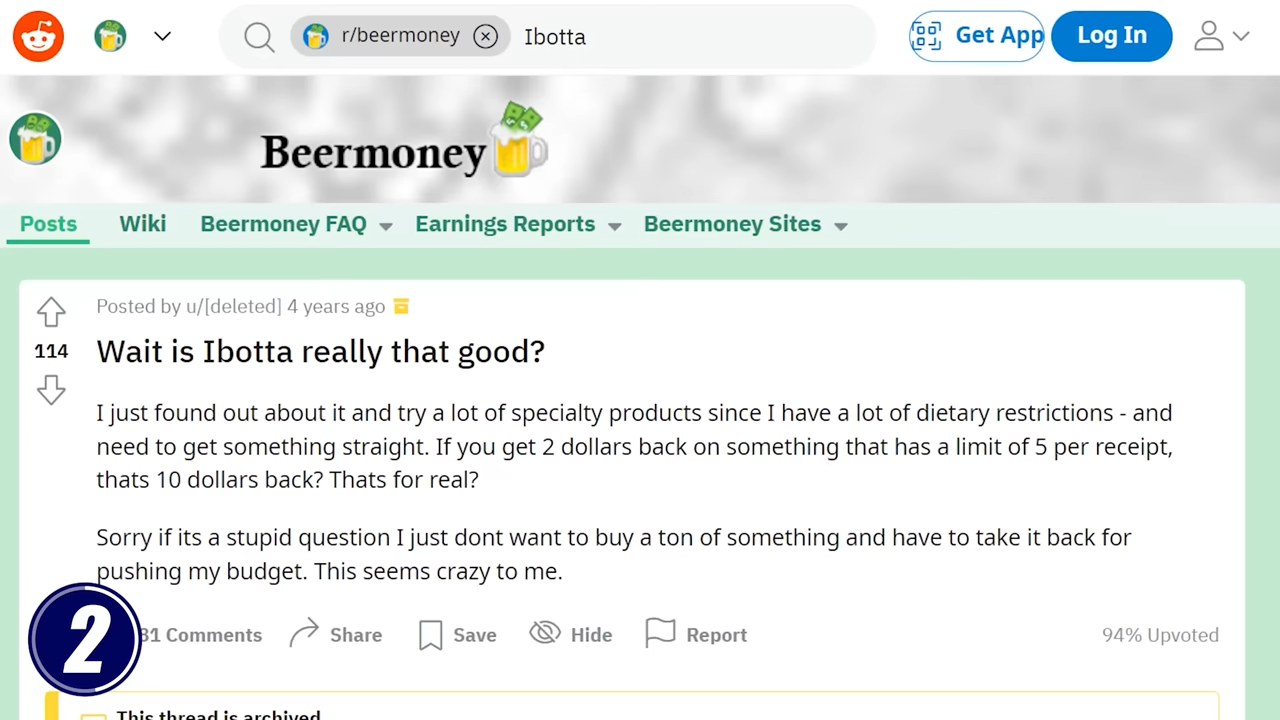 r/beermoney Ibotta Get App Log In
Beermoney
Posts Wiki Beermoney FAQ Earnings Reports Beermoney Sites
Posted by u/[deleted] 4 years ago
114
Wait is Ibotta really that good?
I just found out about it and try a lot of specialty products since I have a lot of dietary restrictions - and
need to get something straight. If you get 2 dollars back on something that has a limit of 5 per receipt,
thats 10 dollars back? Thats for real?
Sorry if its a stupid question I just dont want to buy a ton of something and have to take it back for
pushing my budget. This seems crazy to me.
2 Comments Share Save Hide Report 94% Upvoted
This thread is archived